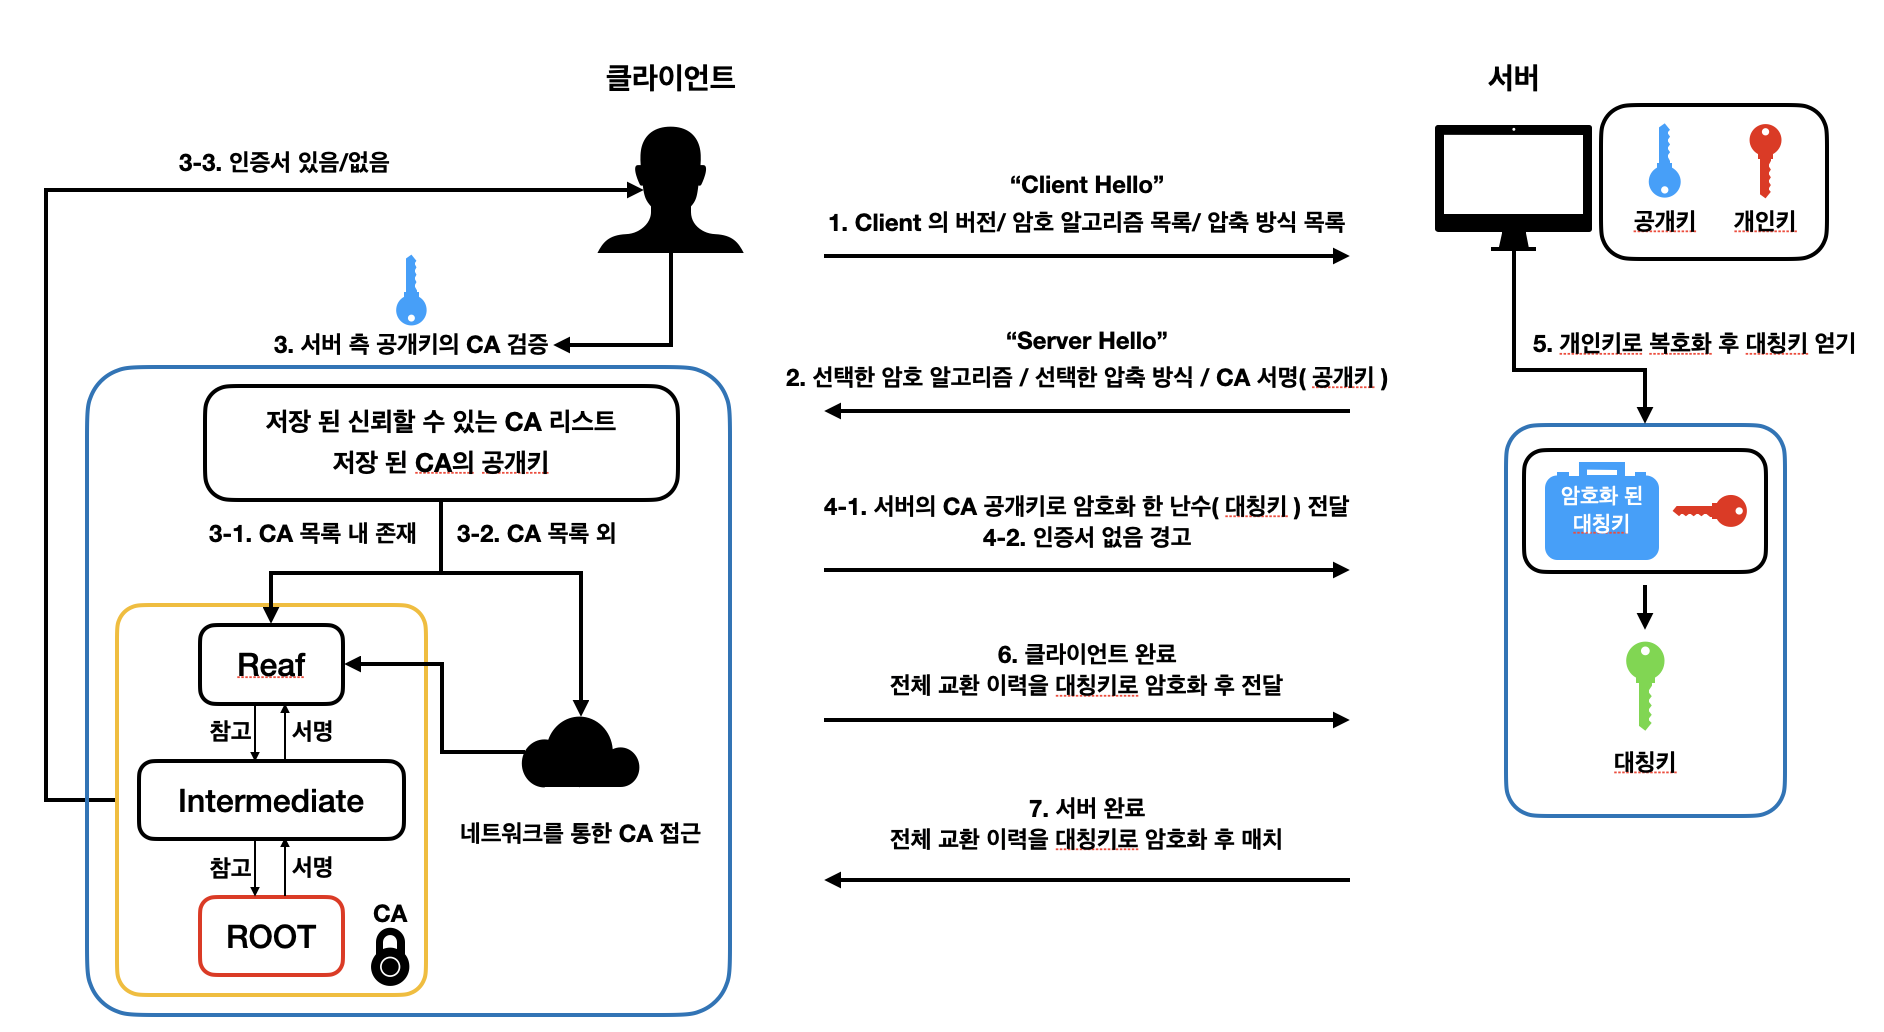 클라이언트
서버
3-3. 인증서 있음/없음
“Client Hello”
1. Client 의 버전/ 암호 알고리즘 목록/ 압축 방식 목록
공개키
개인키
3. 서버 측 공개키의 CA 검증
“Server Hello”
2. 선택한 암호 알고리즘 / 선택한 압축 방식 / CA 서명( 공개키 )
5. 개인키로 복호화 후 대칭키 얻기
저장 된 신뢰할 수 있는 CA 리스트
저장 된 CA의 공개키
3-1. CA 목록 내 존재
3-2. CA 목록 외
4-1. 서버의 CA 공개키로 암호화 한 난수( 대칭키 ) 전달
4-2. 인증서 없음 경고
암호화 된
대칭키
Reaf
참고
서명
6. 클라이언트 완료
전체 교환 이력을 대칭키로 암호화 후 전달
대칭키
Intermediate
네트워크를 통한 CA 접근
7. 서버 완료
전체 교환 이력을 대칭키로 암호화 후 매치
참고
서명
ROOT
CA